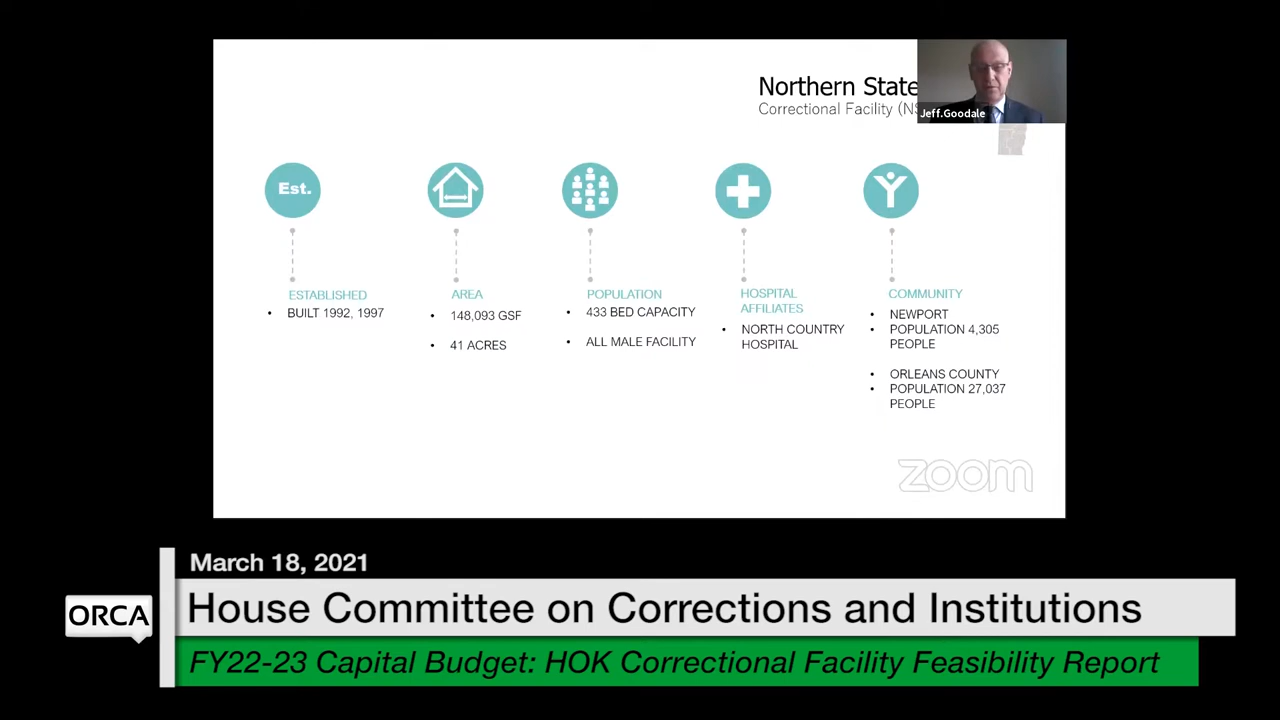 Northern State
Correctional Facility (NS
Jeff.Goodale
Est.
ESTABLISHED
• BUILT 1992, 1997
AREA
• 148,093 GSF
• 41 ACRES
POPULATION
• 433 BED CAPACITY
• ALL MALE FACILITY
HOSPITAL
AFFILIATES
• NORTH COUNTRY
HOSPITAL
COMMUNITY
• NEWPORT
• POPULATION 4,305
PEOPLE
• ORLEANS COUNTY
• POPULATION 27,037
PEOPLE
zoom
March 18, 2021
ORCA
House Committee on Corrections and Institutions
FY22-23 Capital Budget: HOK Correctional Facility Feasibility Report